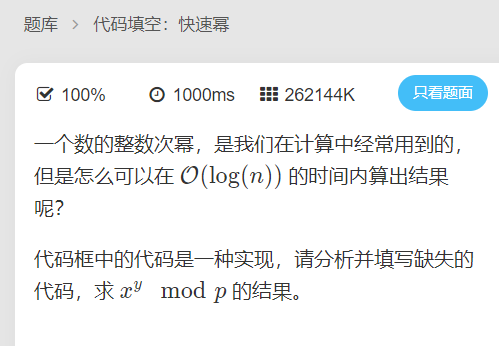 题库 > 代码填空：快速幂
100% 1000ms 262144K 只看题面
一个数的整数次幂，是我们在计算中经常用到的，
但是怎么可以在 𝒪(log(n)) 的时间内算出结果
呢？
代码框中的代码是一种实现，请分析并填写缺失的
代码，求 x^y mod p 的结果。